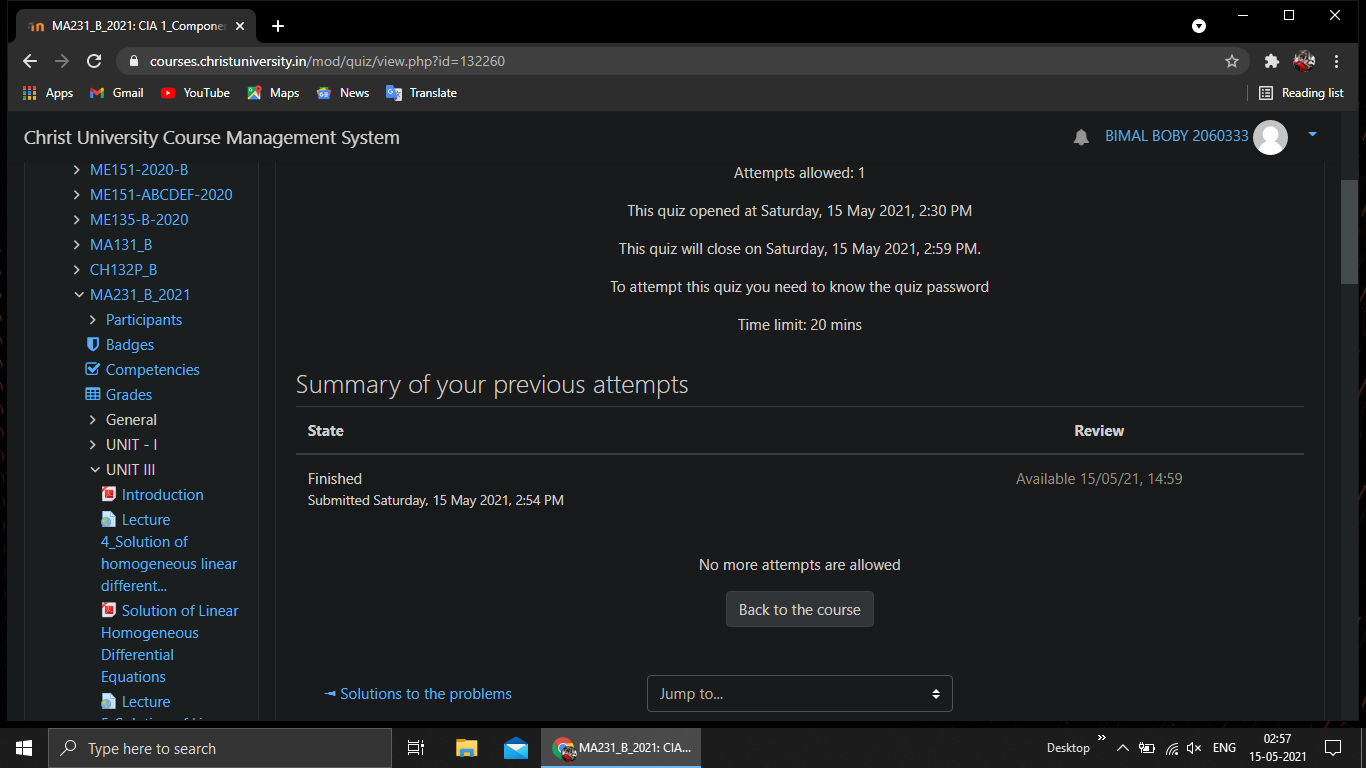 MA231_B_2021: CIA 1_Componen
courses.christuniversity.in/mod/quiz/view.php?id=132260
Apps Gmail YouTube Maps News Translate Reading list
Christ University Course Management System
BIMAL BOBY 2060333
ME151-2020-B
ME151-ABCDEF-2020
ME135-B-2020
MA131_B
CH132P_B
MA231_B_2021
Participants
Badges
Competencies
Grades
General
UNIT - I
UNIT III
Introduction
Lecture
4_Solution of
homogeneous linear
different...
Solution of Linear
Homogeneous
Differential
Equations
Lecture
Attempts allowed: 1
This quiz opened at Saturday, 15 May 2021, 2:30 PM
This quiz will close on Saturday, 15 May 2021, 2:59 PM.
To attempt this quiz you need to know the quiz password
Time limit: 20 mins
Summary of your previous attempts
State Review
Finished Available 15/05/21, 14:59
Submitted Saturday, 15 May 2021, 2:54 PM
No more attempts are allowed
Back to the course
◄ Solutions to the problems
Jump to...
Type here to search
MA231_B_2021: CIA...
Desktop
ENG
02:57
15-05-2021